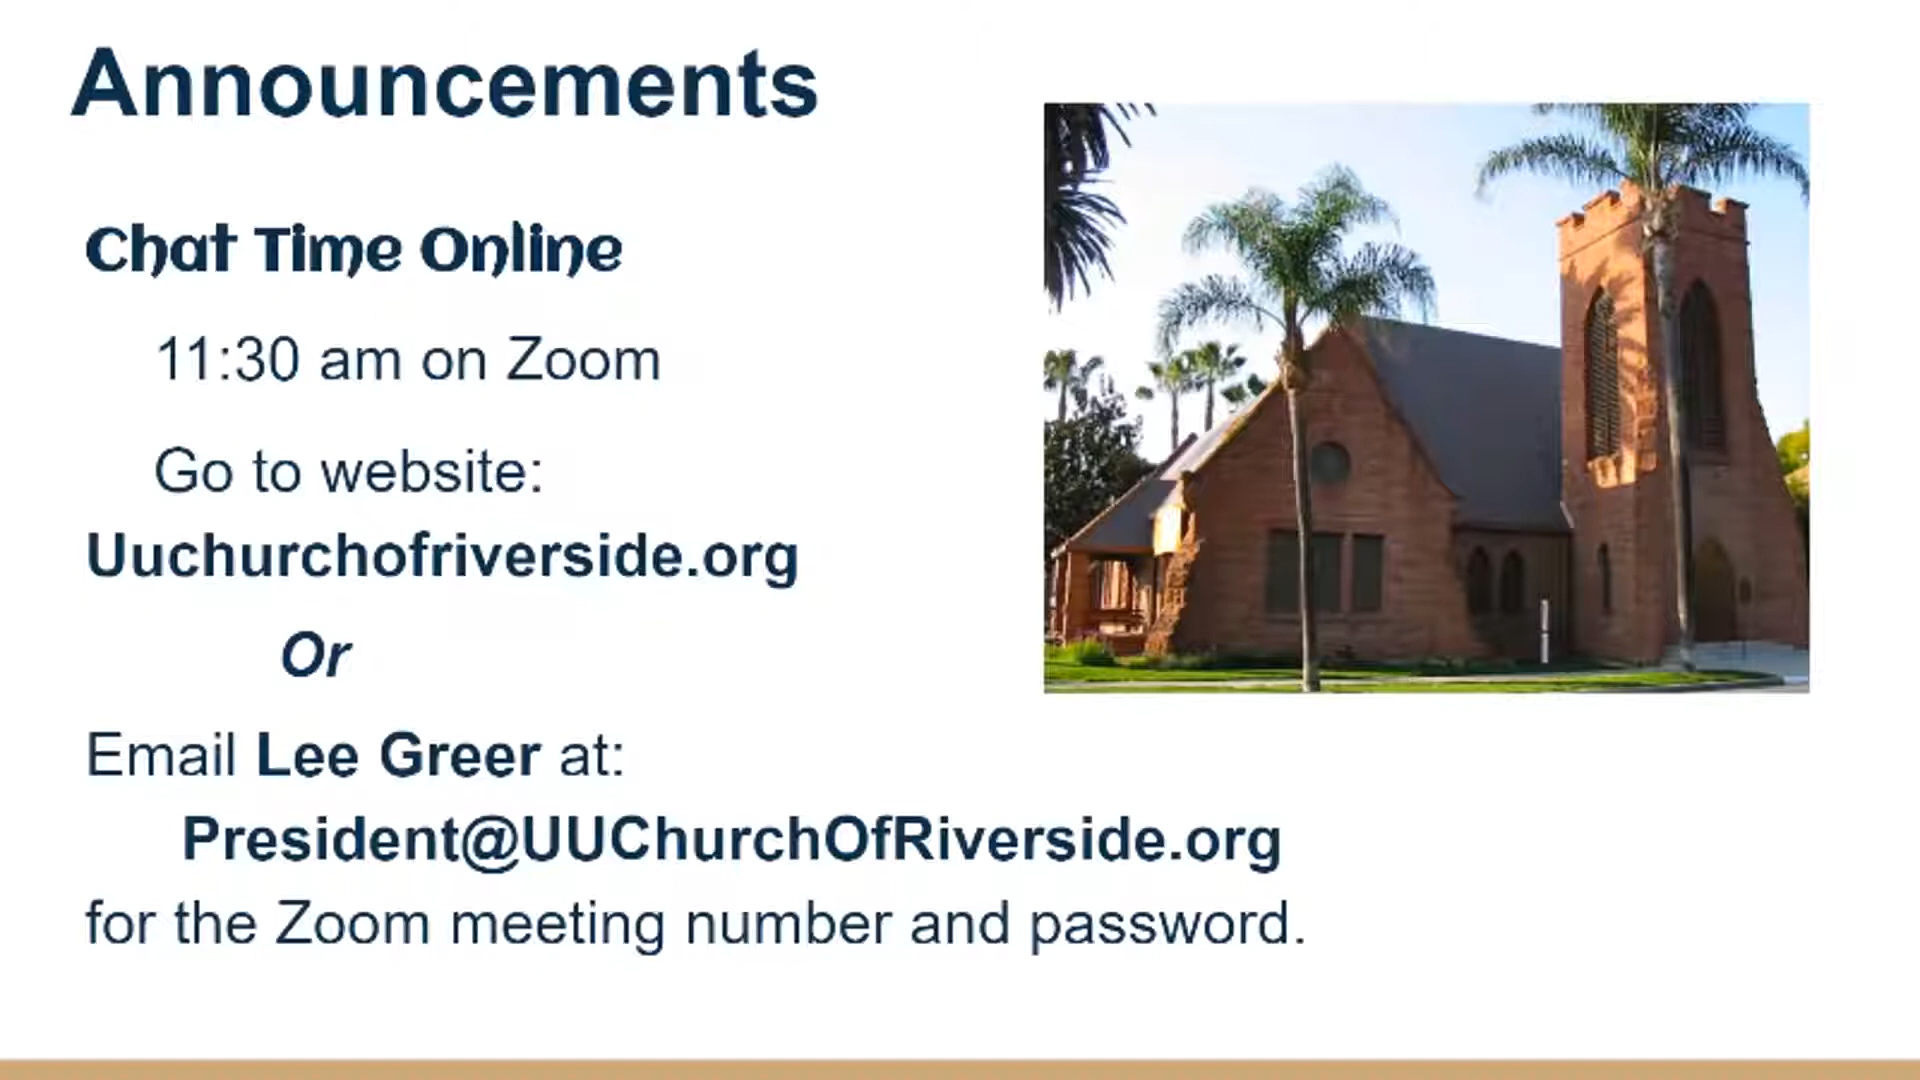 Announcements
Chat Time Online
11:30 am on Zoom
Go to website:
Uuchurchofriverside.org
Or
Email Lee Greer at:
President@UUChurchOfRiverside.org
for the Zoom meeting number and password.